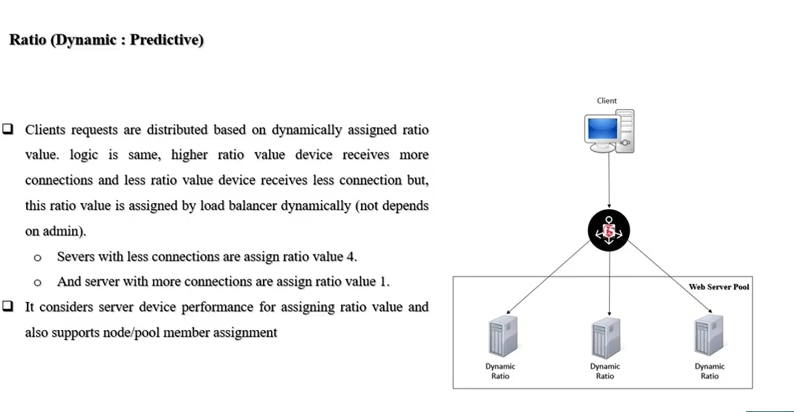 Ratio (Dynamic : Predictive)
Clients requests are distributed based on dynamically assigned ratio
value. logic is same, higher ratio value device receives more
connections and less ratio value device receives less connection but,
this ratio value is assigned by load balancer dynamically (not depends
on admin).
Severs with less connections are assign ratio value 4.
And server with more connections are assign ratio value 1.
It considers server device performance for assigning ratio value and
also supports node/pool member assignment
Client
f5
Web Server Pool
Dynamic
Ratio
Dynamic
Ratio
Dynamic
Ratio